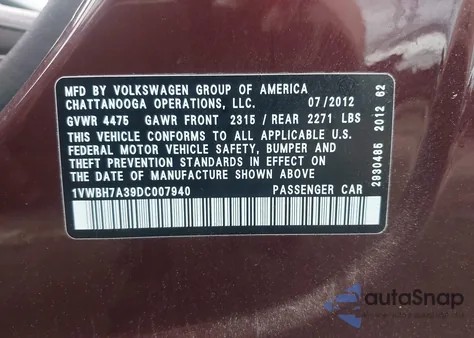 MFD BY VOLKSWAGEN GROUP OF AMERICA
CHATTANOOGA OPERATIONS, LLC. 07/2012
GVWR 4475 GAWR FRONT 2315 / REAR 2271 LBS
THIS VEHICLE CONFORMS TO ALL APPLICABLE U.S.
FEDERAL MOTOR VEHICLE SAFETY, BUMPER AND
THEFT PREVENTION STANDARDS IN EFFECT ON
THE DATE OF MANUFACTURE SHOWN ABOVE.
1VWBH7A39DC007940 PASSENGER CAR
2930486 2012 62
autoSnap